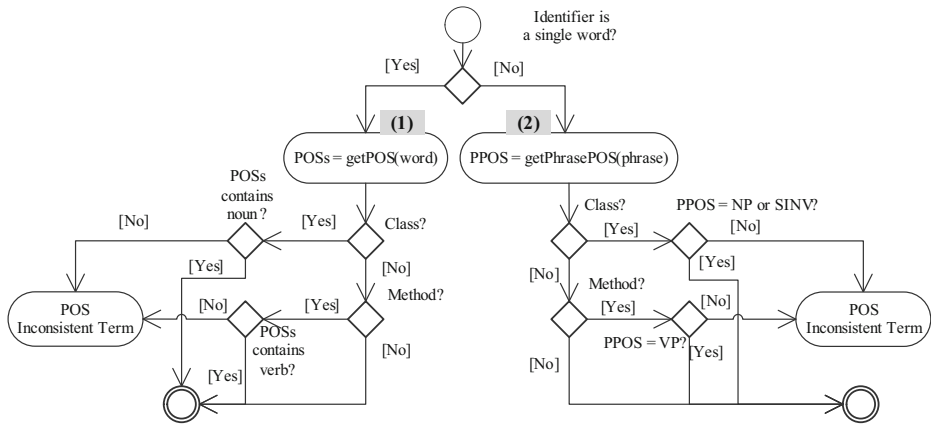 Identifier is
a single word?
[Yes]
[No]
(1)
(2)
POSs = getPOS(word)
PPOS = getPhrasePOS(phrase)
POSs
contains
noun?
[No]
[Yes]
Class?
[Yes]
[No]
POS
Inconsistent Term
[No]
[Yes]
Method?
POSs
contains
verb?
[Yes]
[No]
Class?
[Yes]
PPOS = NP or SINV?
[No]
[Yes]
[No]
Method?
[Yes]
[No]
PPOS = VP?
[Yes]
[No]
POS
Inconsistent Term